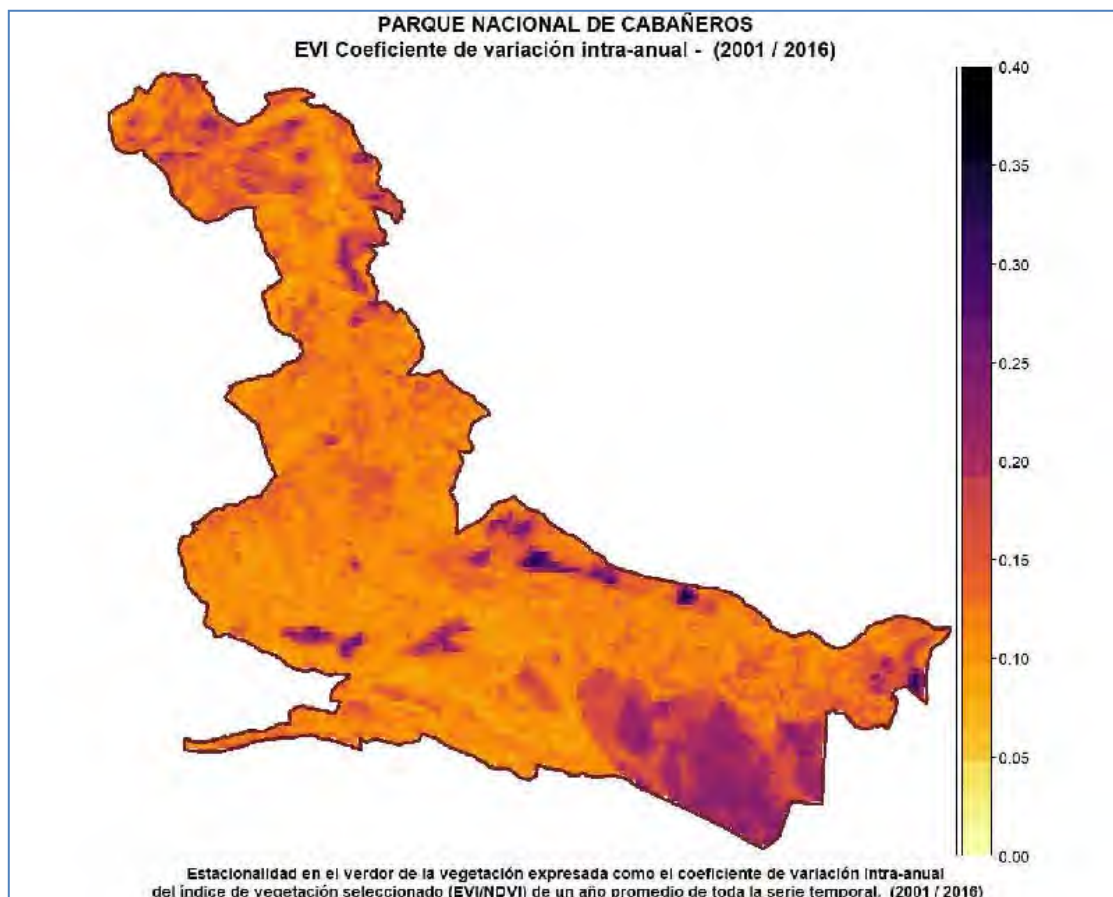 PARQUE NACIONAL DE CABAÑEROS
EVI Coeficiente de variación intra-anual - (2001 / 2016)
0.40
0.35
0.30
0.25
0.20
0.15
0.10
0.05
0.00
Estacionalidad en el verdor de la vegetación expresada como el coeficiente de variación intra-anual
del índice de vegetación seleccionado (EVI/NDVI) de un año promedio de toda la serie temporal. (2001 / 2016)